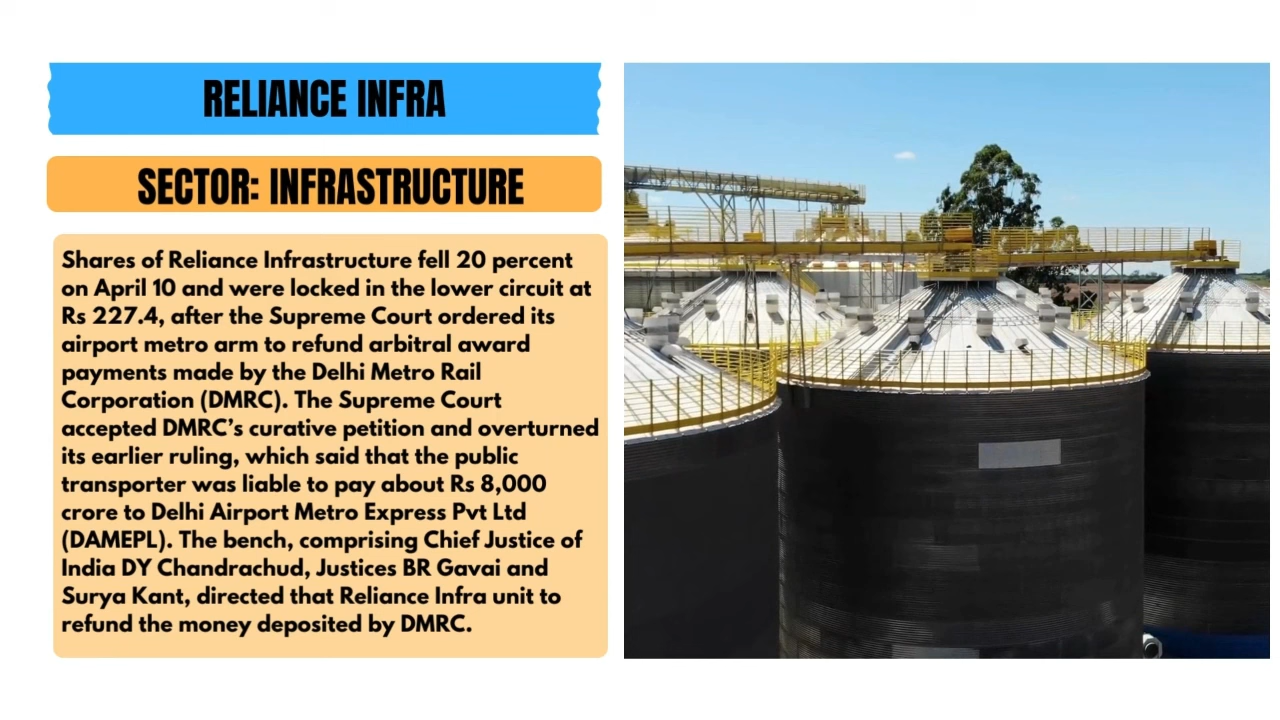 RELIANCE INFRA
SECTOR: INFRASTRUCTURE
Shares of Reliance Infrastructure fell 20 percent
on April 10 and were locked in the lower circuit at
Rs 227.4, after the Supreme Court ordered its
airport metro arm to refund arbitral award
payments made by the Delhi Metro Rail
Corporation (DMRC). The Supreme Court
accepted DMRC’s curative petition and overturned
its earlier ruling, which said that the public
transporter was liable to pay about Rs 8,000
crore to Delhi Airport Metro Express Pvt Ltd
(DAMEPL). The bench, comprising Chief Justice of
India DY Chandrachud, Justices BR Gavai and
Surya Kant, directed that Reliance Infra unit to
refund the money deposited by DMRC.